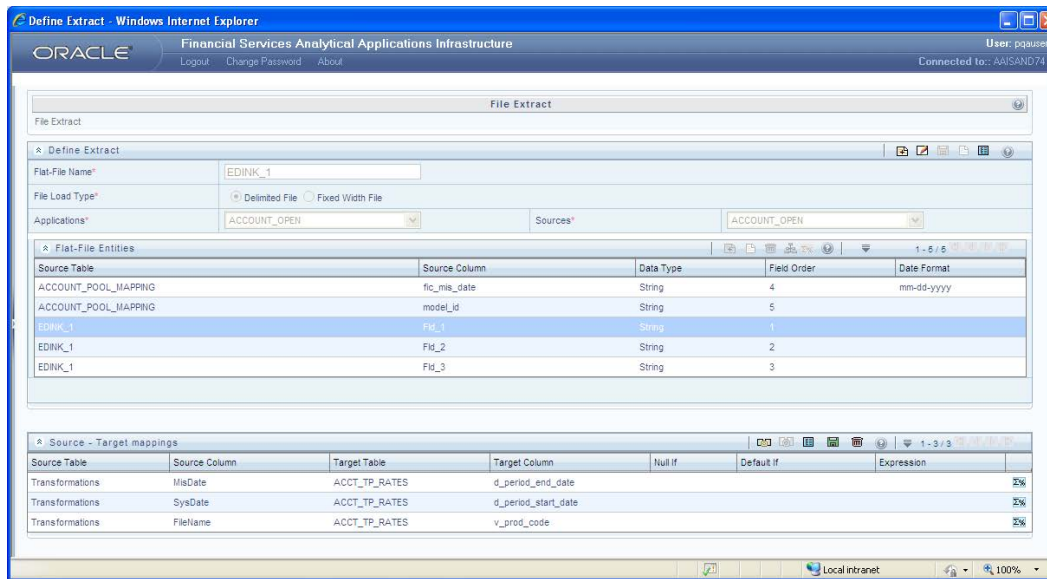 Define Extract - Windows Internet Explorer
ORACLE
Financial Services Analytical Applications Infrastructure
User: pqauser
Logout Change Password About
Connected to:: AAISAND74
File Extract
File Extract
Define Extract
Flat-File Name* EDINK_1
File Load Type* Delimited File Fixed Width File
Applications* ACCOUNT_OPEN Sources* ACCOUNT_OPEN
Flat-File Entities 1 - 5 / 5
Source Table Source Column Data Type Field Order Date Format
ACCOUNT_POOL_MAPPING fic_mis_date String 4 mm-dd-yyyy
ACCOUNT_POOL_MAPPING model_id String 5
EDINK_1 Fld_1 String 1
EDINK_1 Fld_2 String 2
EDINK_1 Fld_3 String 3
Source - Target mappings 1 - 3 / 3
Source Table Source Column Target Table Target Column Null If Default If Expression
Transformations MisDate ACCT_TP_RATES d_period_end_date
Transformations SysDate ACCT_TP_RATES d_period_start_date
Transformations FileName ACCT_TP_RATES v_prod_code
Local intranet 100%